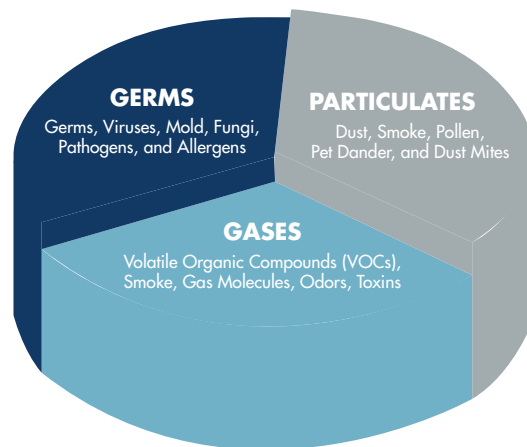 GERMS
Germs, Viruses, Mold, Fungi,
Pathogens, and Allergens
PARTICULATES
Dust, Smoke, Pollen,
Pet Dander, and Dust Mites
GASES
Volatile Organic Compounds (VOCs),
Smoke, Gas Molecules, Odors, Toxins